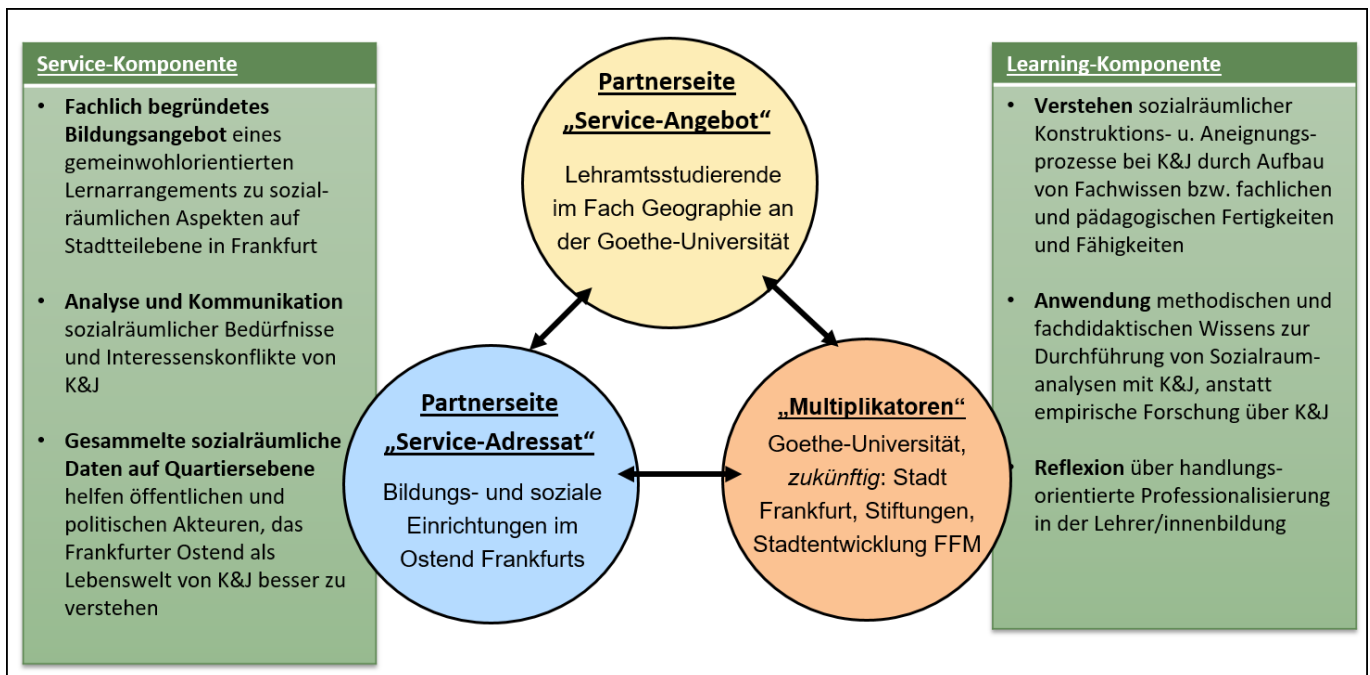 Service-Komponente
• Fachlich begründetes
Bildungsangebot eines
gemeinwohlorientierten
Lernarrangements zu sozial-
räumlichen Aspekten auf
Stadtteilebene in Frankfurt
• Analyse und Kommunikation
sozialräumlicher Bedürfnisse
und Interessenskonflikte von
K&J
• Gesammelte sozialräumliche
Daten auf Quartiersebene
helfen öffentlichen und
politischen Akteuren, das
Frankfurter Ostend als
Lebenswelt von K&J besser zu
verstehen
Partnerseite
„Service-Angebot“
Lehramtsstudierende
im Fach Geographie an
der Goethe-Universität
Partnerseite
„Service-Adressat“
Bildungs- und soziale
Einrichtungen im
Ostend Frankfurts
„Multiplikatoren“
Goethe-Universität,
zukünftig: Stadt
Frankfurt, Stiftungen,
Stadtentwicklung FFM
Learning-Komponente
• Verstehen sozialräumlicher
Konstruktions- u. Aneignungs-
prozesse bei K&J durch Aufbau
von Fachwissen bzw. fachlichen
und pädagogischen Fertigkeiten
und Fähigkeiten
• Anwendung methodischen und
fachdidaktischen Wissens zur
Durchführung von Sozialraum-
analysen mit K&J, anstatt
empirische Forschung über K&J
• Reflexion über handlungs-
orientierte Professionalisierung
in der Lehrer/innenbildung